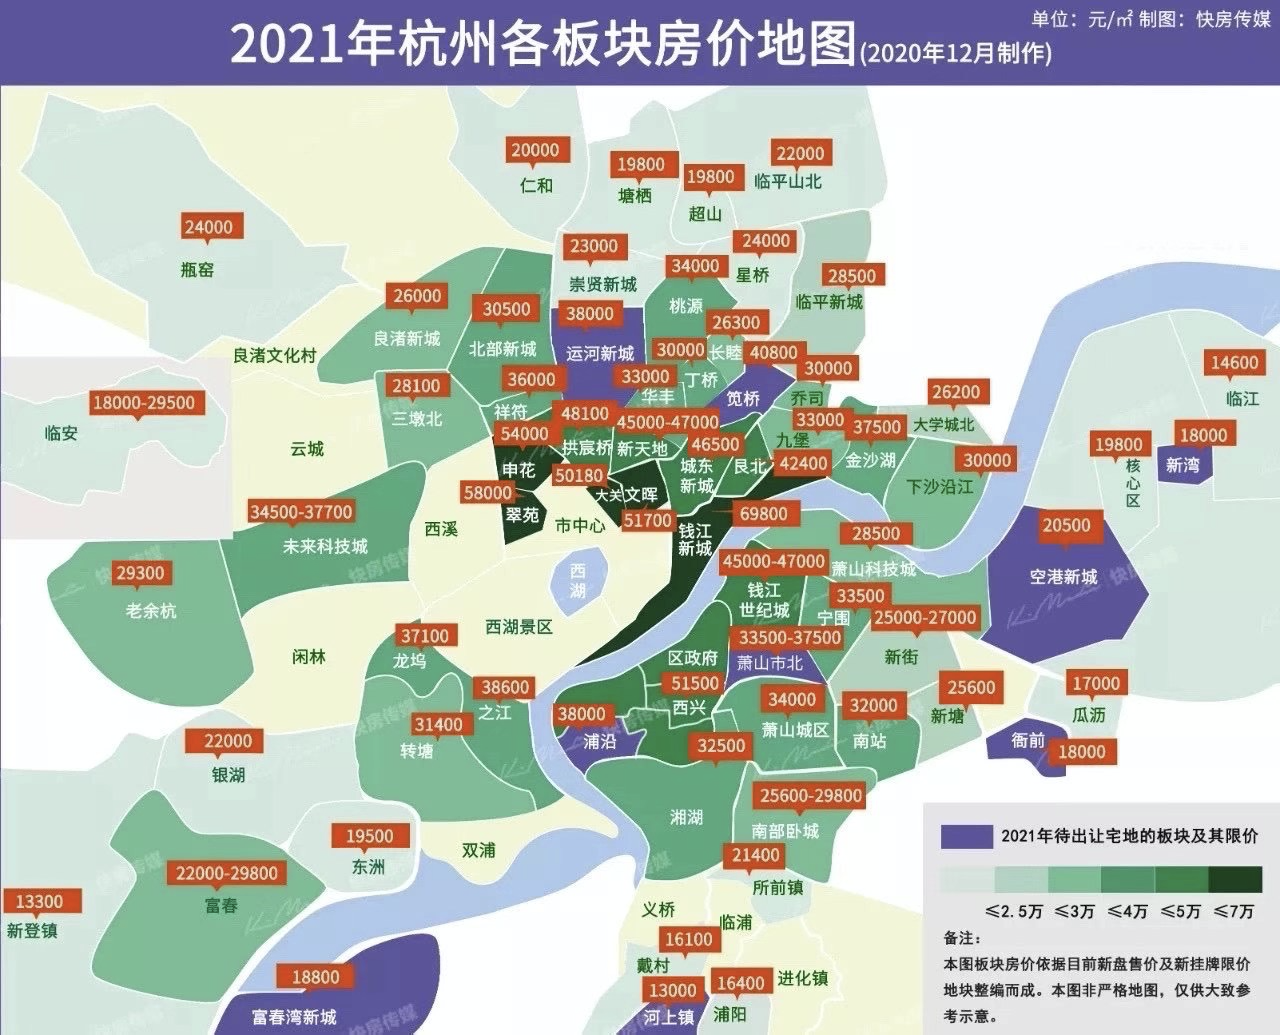 单位：元/㎡ 制图：快房传媒
2021年杭州各板块房价地图(2020年12月制作)
20000
仁和
19800
塘栖
19800
超山
22000
临平山北
24000
瓶窑
23000
崇贤新城
24000
星桥
34000
桃源
28500
临平新城
26000
良渚新城
30500
北部新城
38000
运河新城
26300
长睦
良渚文化村
30000
丁桥
40800
笕桥
30000
乔司
14600
临江
28100
三墩北
36000
祥符
33000
华丰
26200
大学城北
18000-29500
临安
48100
拱宸桥
45000-47000
新天地
33000
九堡
37500
金沙湖
54000
申花
46500
城东
新城
艮北
42400
19800
核心区
18000
新湾
云城
30000
下沙沿江
50180
大关
文晖
58000
翠苑
34500-37700
未来科技城
西溪
市中心
51700
钱江
新城
69800
20500
空港新城
28500
萧山科技城
29300
老余杭
西湖
45000-47000
钱江
世纪城
33500
宁围
25000-27000
新街
西湖景区
37100
龙坞
闲林
33500-37500
萧山市北
区政府
51500
西兴
38600
之江
25600
新塘
17000
瓜沥
34000
萧山城区
32000
南站
38000
浦沿
31400
转塘
22000
银湖
32500
衙前
18000
湘湖
25600-29800
南部卧城
19500
东洲
双浦
21400
所前镇
22000-29800
富春
13300
新登镇
义桥
临浦
16100
戴村
18800
富春湾新城
13000
河上镇
16400
浦阳
进化镇
2021年待出让宅地的板块及其限价
≤2.5万 ≤3万 ≤4万 ≤5万 ≤7万
备注：
本图板块房价依据目前新盘售价及新挂牌限价
地块整编而成。本图非严格地图，仅供大致参
考示意。